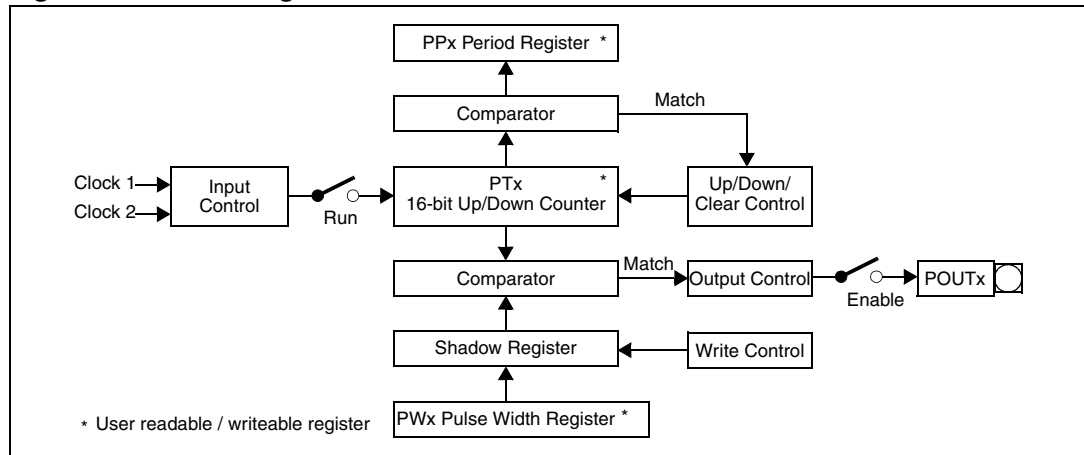 PPx Period Register *
Comparator
Match
Clock 1
Clock 2
Input
Control
Run
PTx *
16-bit Up/Down Counter
Up/Down/
Clear Control
Comparator
Match
Output Control
Enable
POUTx
Shadow Register
Write Control
PWx Pulse Width Register *
* User readable / writeable register